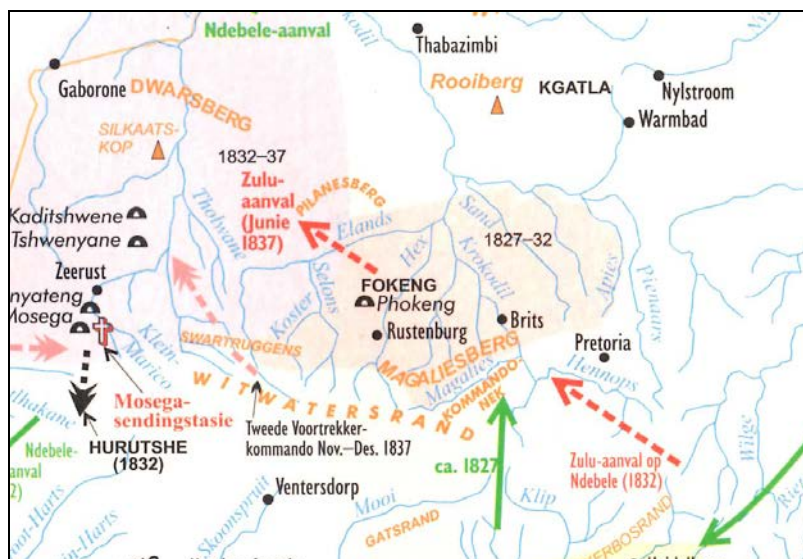 Ndebele-aanval
Thabazimbi
Gaborone
DWARSBERG
Rooiberg
KGATLA
Nylstroom
Warmbad
SILKAATS-
KOP
1832–37
Zulu-
aanval
(Junie
1837)
PILANESBERG
Tholwane
Elands
Sand
1827–32
Kaditshwene
Tshwenyane
Hex
Krokodil
Apies
Pienaars
Zeerust
Selons
Koster
FOKENG
Phokeng
Mosega
Rustenburg
Brits
Pretoria
Klein-
Marico
SWARTRUGGENS
MAGALIESBERG
Magalies
KOMMANDO-
NEK
Hennops
WITWATERSRAND
Mosega-
sendingstasie
Tweede Voortrekker-
kommando Nov.–Des. 1837
HURUTSHE
(1832)
Ndebele-
ca. 1827
Zulu-aanval op
Ndebele (1832)
Wilge
Ventersdorp
Skoonspruit
Mooi
Klip
GATSRAND